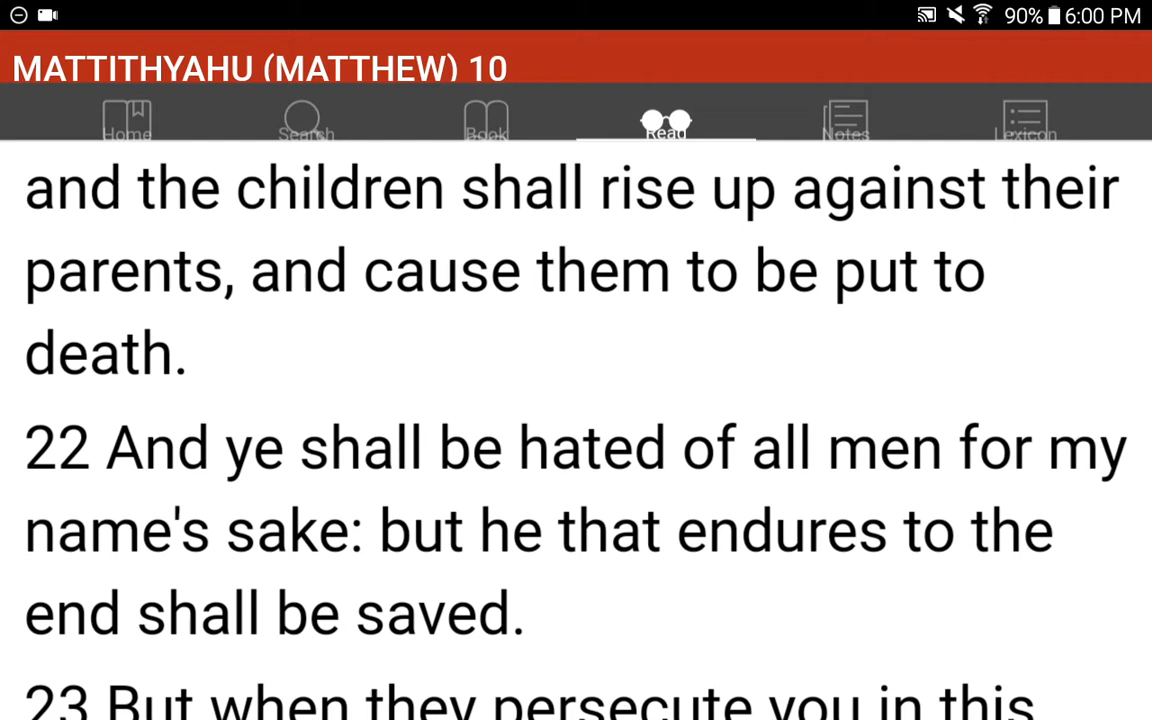 90% 6:00 PM
MATTITHYAHU (MATTHEW) 10
Home Search Book Read Notes Lexicon
and the children shall rise up against their
parents, and cause them to be put to
death.
22 And ye shall be hated of all men for my
name's sake: but he that endures to the
end shall be saved.
23 But when they persecute you in this